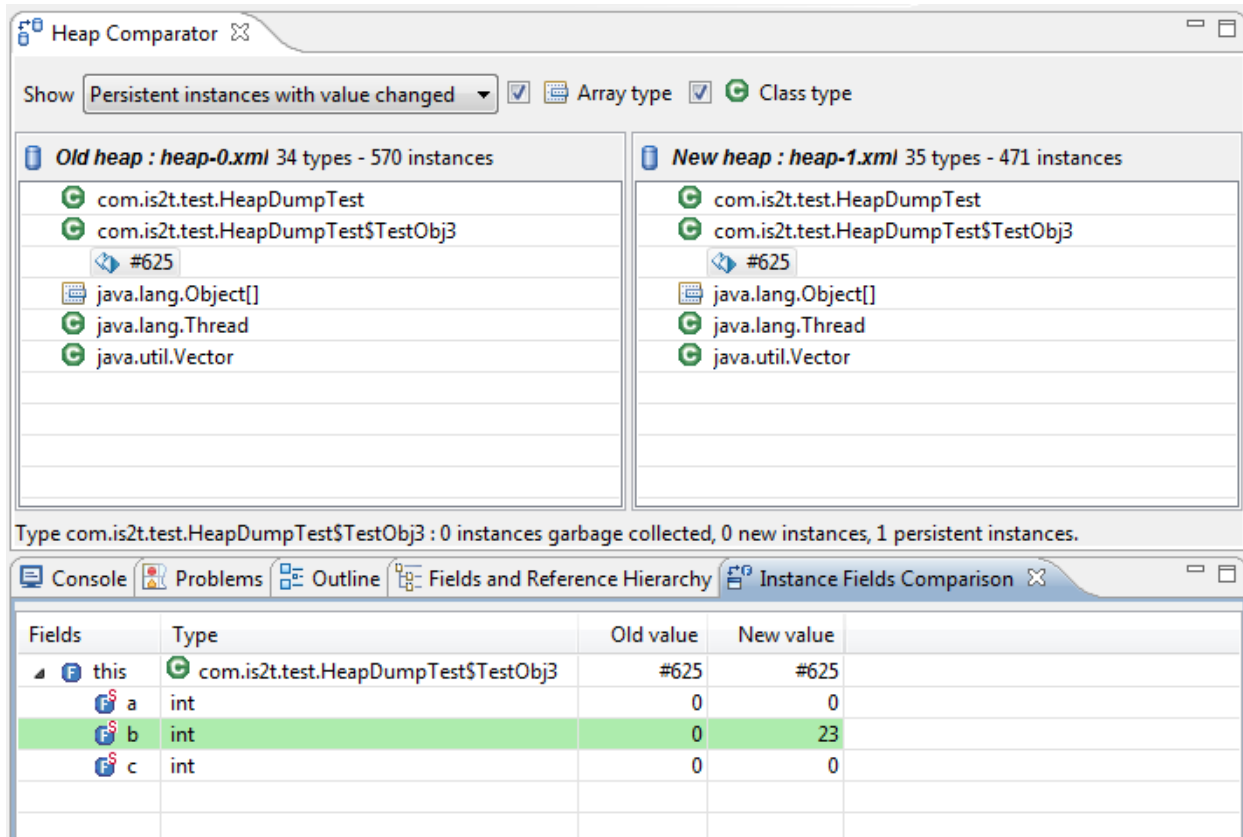 Heap Comparator
Show Persistent instances with value changed Array type Class type
Old heap : heap-0.xml 34 types - 570 instances
com.is2t.test.HeapDumpTest
com.is2t.test.HeapDumpTest$TestObj3
#625
java.lang.Object[]
java.lang.Thread
java.util.Vector
New heap : heap-1.xml 35 types - 471 instances
com.is2t.test.HeapDumpTest
com.is2t.test.HeapDumpTest$TestObj3
#625
java.lang.Object[]
java.lang.Thread
java.util.Vector
Type com.is2t.test.HeapDumpTest$TestObj3 : 0 instances garbage collected, 0 new instances, 1 persistent instances.
Console Problems Outline Fields and Reference Hierarchy Instance Fields Comparison
Fields Type Old value New value
this com.is2t.test.HeapDumpTest$TestObj3 #625 #625
a int 0 0
b int 0 23
c int 0 0